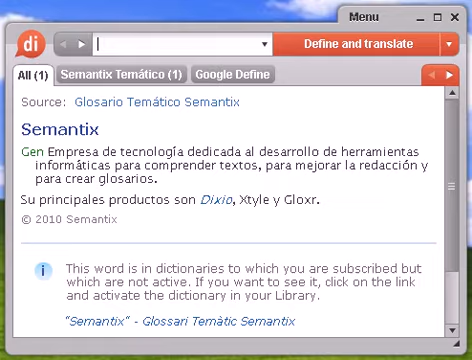 Menu
di
Define and translate
All (1) Semantix Temático (1) Google Define
Source: Glosario Temático Semantix
Semantix
Gen Empresa de tecnología dedicada al desarrollo de herramientas
informáticas para comprender textos, para mejorar la redacción y
para crear glosarios.
Su principales productos son Dixio, Xtyle y Gloxr.
© 2010 Semantix
i
This word is in dictionaries to which you are subscribed but
which are not active. If you want to see it, click on the link
and activate the dictionary in your Library.
"Semantix" - Glossari Temàtic Semantix